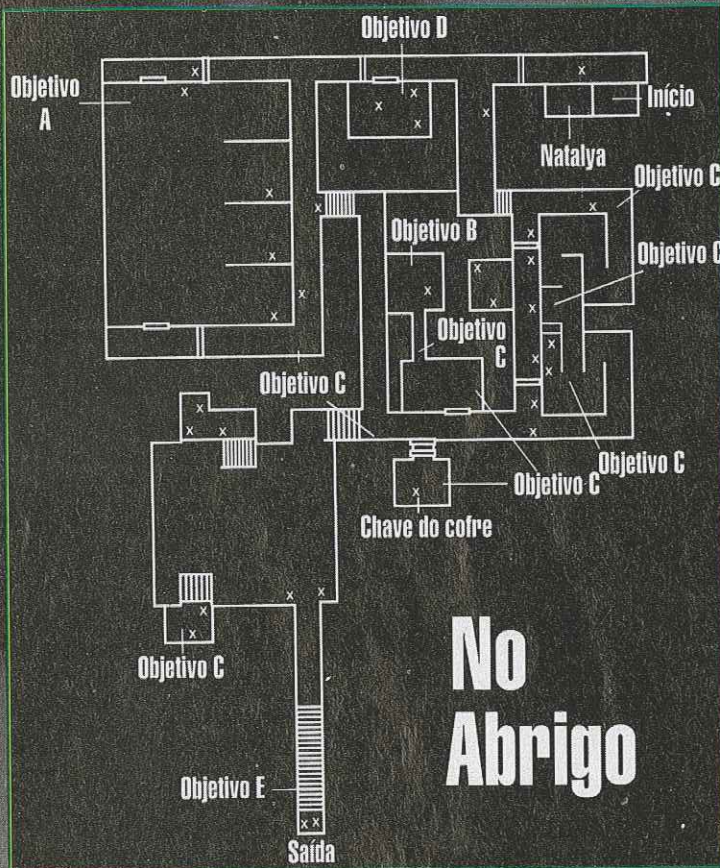 Objetivo D
Objetivo
A
Início
Natalya
Objetivo C
Objetivo B
Objetivo C
Objetivo
C
Objetivo C
Objetivo C
Objetivo C
Chave do cofre
No
Abrigo
Objetivo C
Objetivo E
Saída